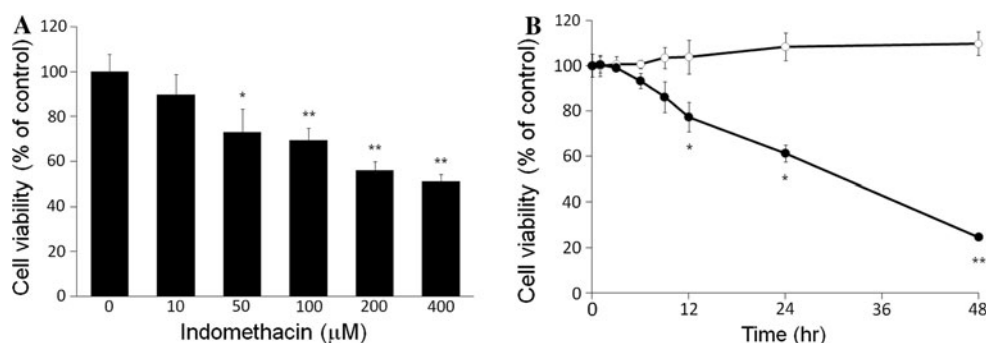 A
Cell viability (% of control)
120
100
80
60
40
20
0
*
**
**
**
0 10 50 100 200 400
Indomethacin (μM)
B
Cell viability (% of control)
120
100
80
60
40
20
0
*
*
**
0 12 24 36 48
Time (hr)